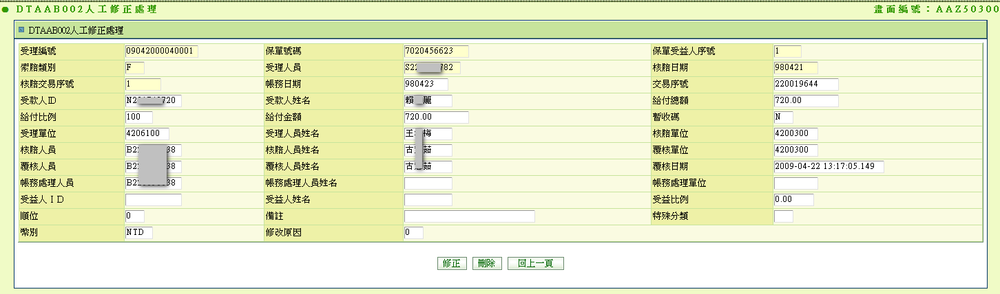 DTAAB002人工修正處理 畫面編號：AAZ50300
DTAAB002人工修正處理
受理編號 09042000040001 保單號碼 7020456623 保單受益人序號 1
索賠類別 F 受理人員 S22 782 核賠日期 980421
核賠交易序號 1 帳務日期 980423 交易序號 220019644
受款人ID N2 720 受款人姓名 賴 麗 給付總額 720.00
給付比例 100 給付金額 720.00 暫收碼 N
受理單位 4206100 受理人員姓名 王 梅 核賠單位 4200300
核賠人員 B2 38 核賠人員姓名 古 茹 覆核單位 4200300
覆核人員 B2 38 覆核人員姓名 古 茹 覆核日期 2009-04-22 13:17:05.149
帳務處理人員 B2 38 帳務處理人員姓名 帳務處理單位
受益人ＩＤ 受益人姓名 受益比例 0.00
順位 0 備註 特殊分類
幣別 NTD 修改原因 0
修正 刪除 回上一頁